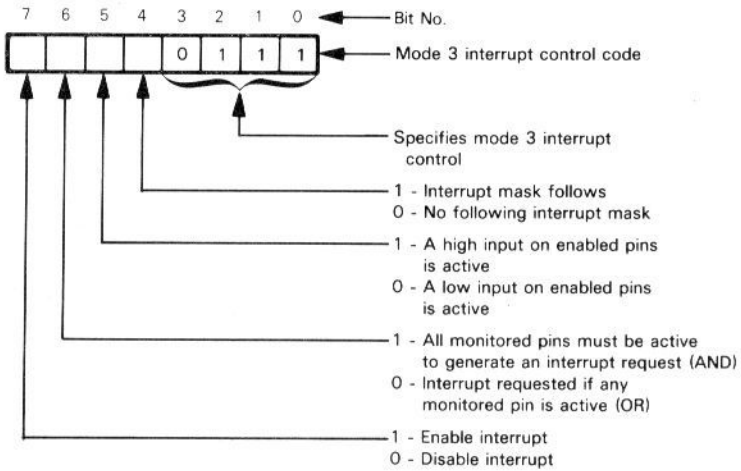 7 6 5 4 3 2 1 0 Bit No.
0 1 1 1 Mode 3 interrupt control code
Specifies mode 3 interrupt
control
1 - Interrupt mask follows
0 - No following interrupt mask
1 - A high input on enabled pins
is active
0 - A low input on enabled pins
is active
1 - All monitored pins must be active
to generate an interrupt request (AND)
0 - Interrupt requested if any
monitored pin is active (OR)
1 - Enable interrupt
0 - Disable interrupt